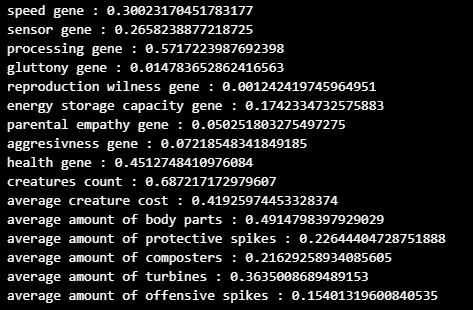 speed gene : 0.30023170451783177
sensor gene : 0.2658238877218725
processing gene : 0.5717223987692398
gluttony gene : 0.014783652862416563
reproduction wilness gene : 0.001242419745964951
energy storage capacity gene : 0.1742334732575883
parental empathy gene : 0.050251803275497275
aggresivness gene : 0.07218548341849185
health gene : 0.4512748410976084
creatures count : 0.687217172979607
average creature cost : 0.41925974453328374
average amount of body parts : 0.4914798397929029
average amount of protective spikes : 0.22644404728751888
average amount of composters : 0.21629258934085605
average amount of turbines : 0.3635008689489153
average amount of offensive spikes : 0.15401319600840535